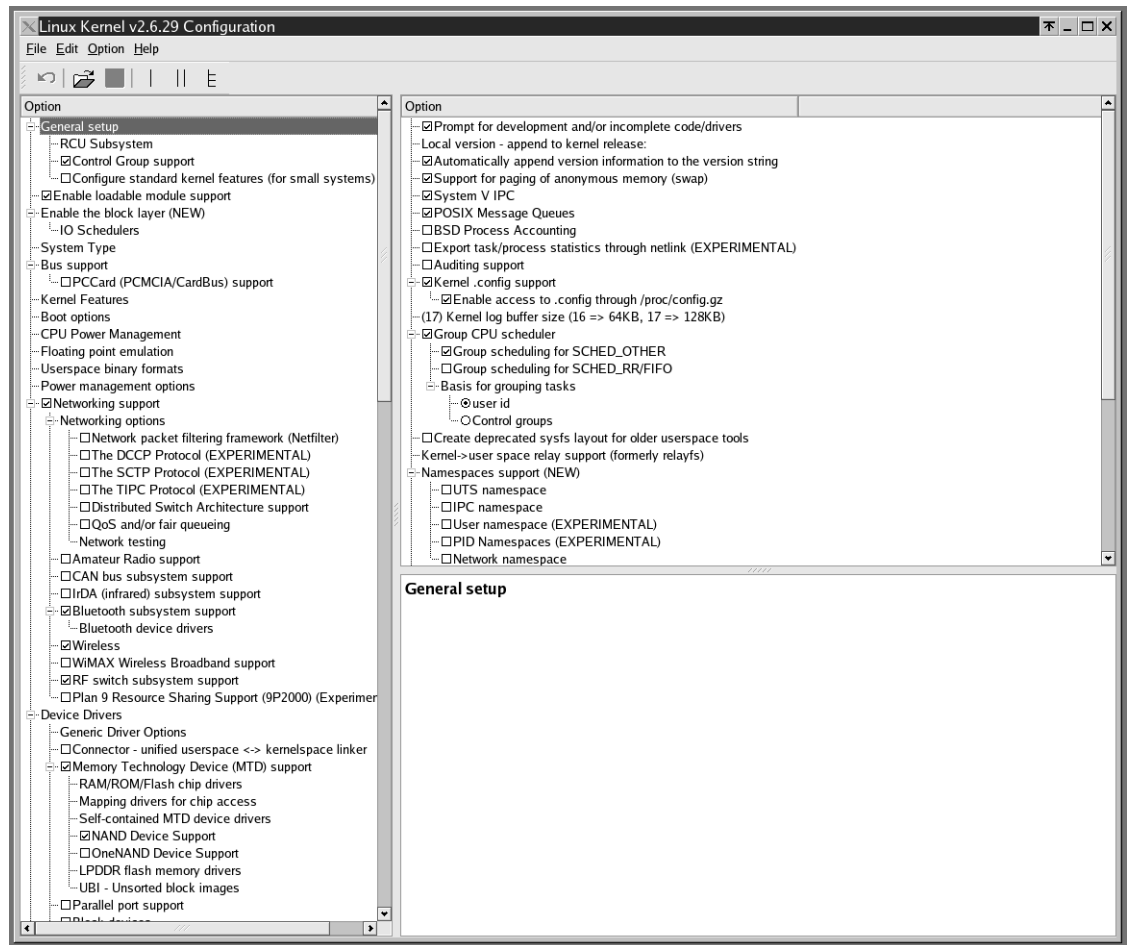 Linux Kernel v2.6.29 Configuration
File Edit Option Help
Option
General setup
RCU Subsystem
Control Group support
Configure standard kernel features (for small systems)
Enable loadable module support
Enable the block layer (NEW)
IO Schedulers
System Type
Bus support
PCCard (PCMCIA/CardBus) support
Kernel Features
Boot options
CPU Power Management
Floating point emulation
Userspace binary formats
Power management options
Networking support
Networking options
Network packet filtering framework (Netfilter)
The DCCP Protocol (EXPERIMENTAL)
The SCTP Protocol (EXPERIMENTAL)
The TIPC Protocol (EXPERIMENTAL)
Distributed Switch Architecture support
QoS and/or fair queueing
Network testing
Amateur Radio support
CAN bus subsystem support
IrDA (infrared) subsystem support
Bluetooth subsystem support
Bluetooth device drivers
Wireless
WiMAX Wireless Broadband support
RF switch subsystem support
Plan 9 Resource Sharing Support (9P2000) (Experimer
Device Drivers
Generic Driver Options
Connector - unified userspace <-> kernelspace linker
Memory Technology Device (MTD) support
RAM/ROM/Flash chip drivers
Mapping drivers for chip access
Self-contained MTD device drivers
NAND Device Support
OneNAND Device Support
LPDDR flash memory drivers
UBI - Unsorted block images
Parallel port support
Block devices
Option
Prompt for development and/or incomplete code/drivers
Local version - append to kernel release:
Automatically append version information to the version string
Support for paging of anonymous memory (swap)
System V IPC
POSIX Message Queues
BSD Process Accounting
Export task/process statistics through netlink (EXPERIMENTAL)
Auditing support
Kernel .config support
Enable access to .config through /proc/config.gz
(17) Kernel log buffer size (16 => 64KB, 17 => 128KB)
Group CPU scheduler
Group scheduling for SCHED_OTHER
Group scheduling for SCHED_RR/FIFO
Basis for grouping tasks
user id
Control groups
Create deprecated sysfs layout for older userspace tools
Kernel->user space relay support (formerly relayfs)
Namespaces support (NEW)
UTS namespace
IPC namespace
User namespace (EXPERIMENTAL)
PID Namespaces (EXPERIMENTAL)
Network namespace
General setup